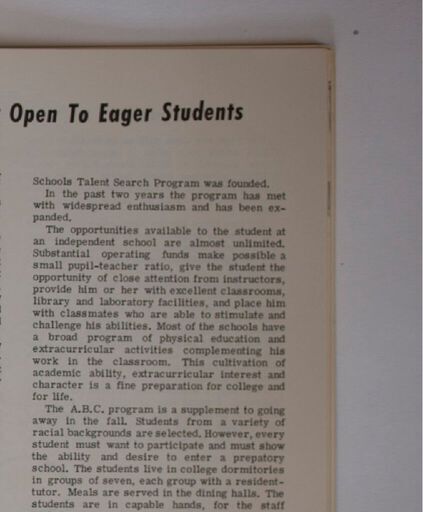 Open To Eager Students
Schools Talent Search Program was founded.
In the past two years the program has met
with widespread enthusiasm and has been ex-
panded.
The opportunities available to the student at
an independent school are almost unlimited.
Substantial operating funds make possible a
small pupil-teacher ratio, give the student the
opportunity of close attention from instructors,
provide him or her with excellent classrooms,
library and laboratory facilities, and place him
with classmates who are able to stimulate and
challenge his abilities. Most of the schools have
a broad program of physical education and
extracurricular activities complementing his
work in the classroom. This cultivation of
academic ability, extracurricular interest and
character is a fine preparation for college and
for life.
The A.B.C. program is a supplement to going
away in the fall. Students from a variety of
racial backgrounds are selected. However, every
student must want to participate and must show
the ability and desire to enter a prepatory
school. The students live in college dormitories
in groups of seven, each group with a resident-
tutor. Meals are served in the dining halls. The
students are in capable hands, for the staff